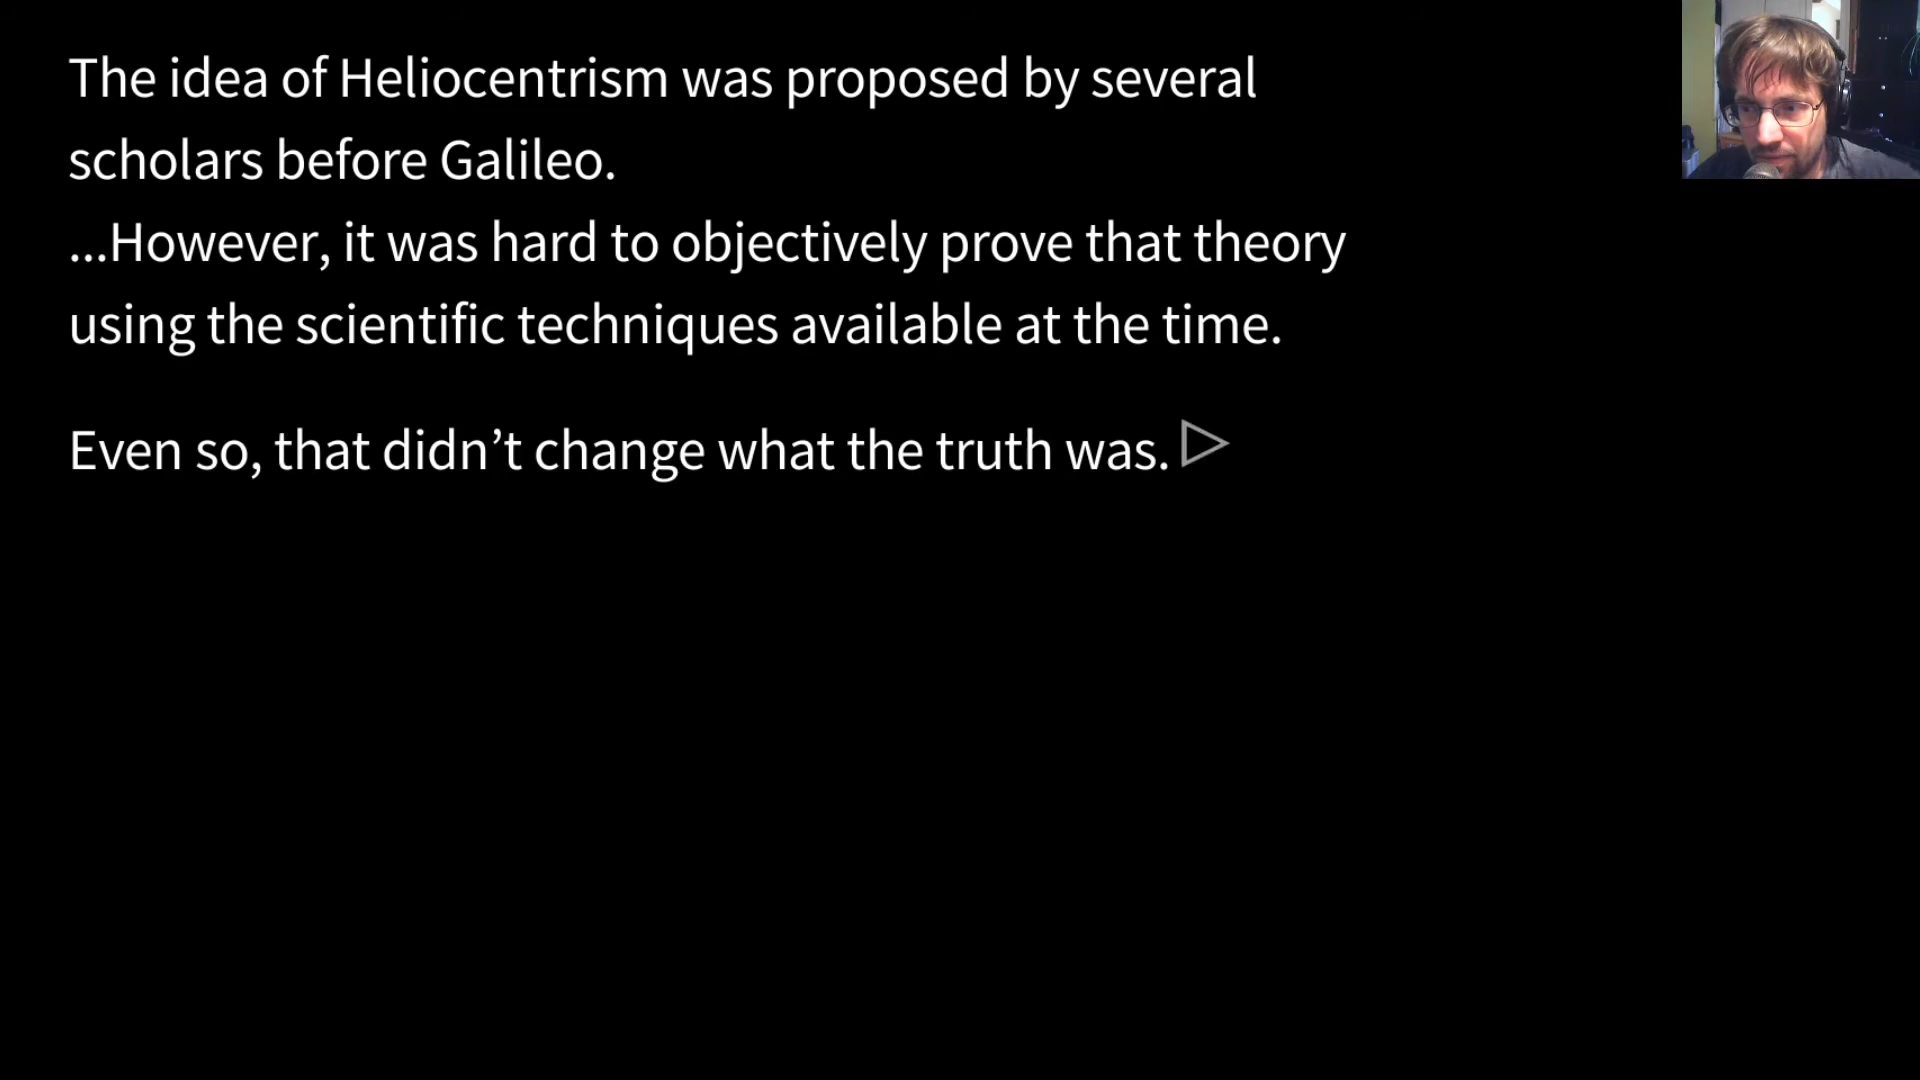 The idea of Heliocentrism was proposed by several
scholars before Galileo.
...However, it was hard to objectively prove that theory
using the scientific techniques available at the time.
Even so, that didn’t change what the truth was.